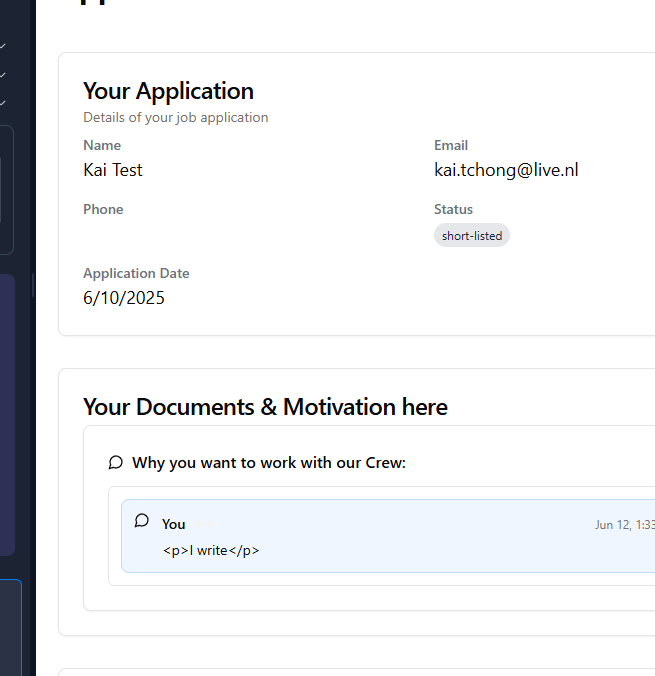 Your Application
Details of your job application
Name
Kai Test
Email
kai.tchong@live.nl
Phone
Status
short-listed
Application Date
6/10/2025
Your Documents & Motivation here
Why you want to work with our Crew:
You
Jun 12, 1:33
<p>I write</p>